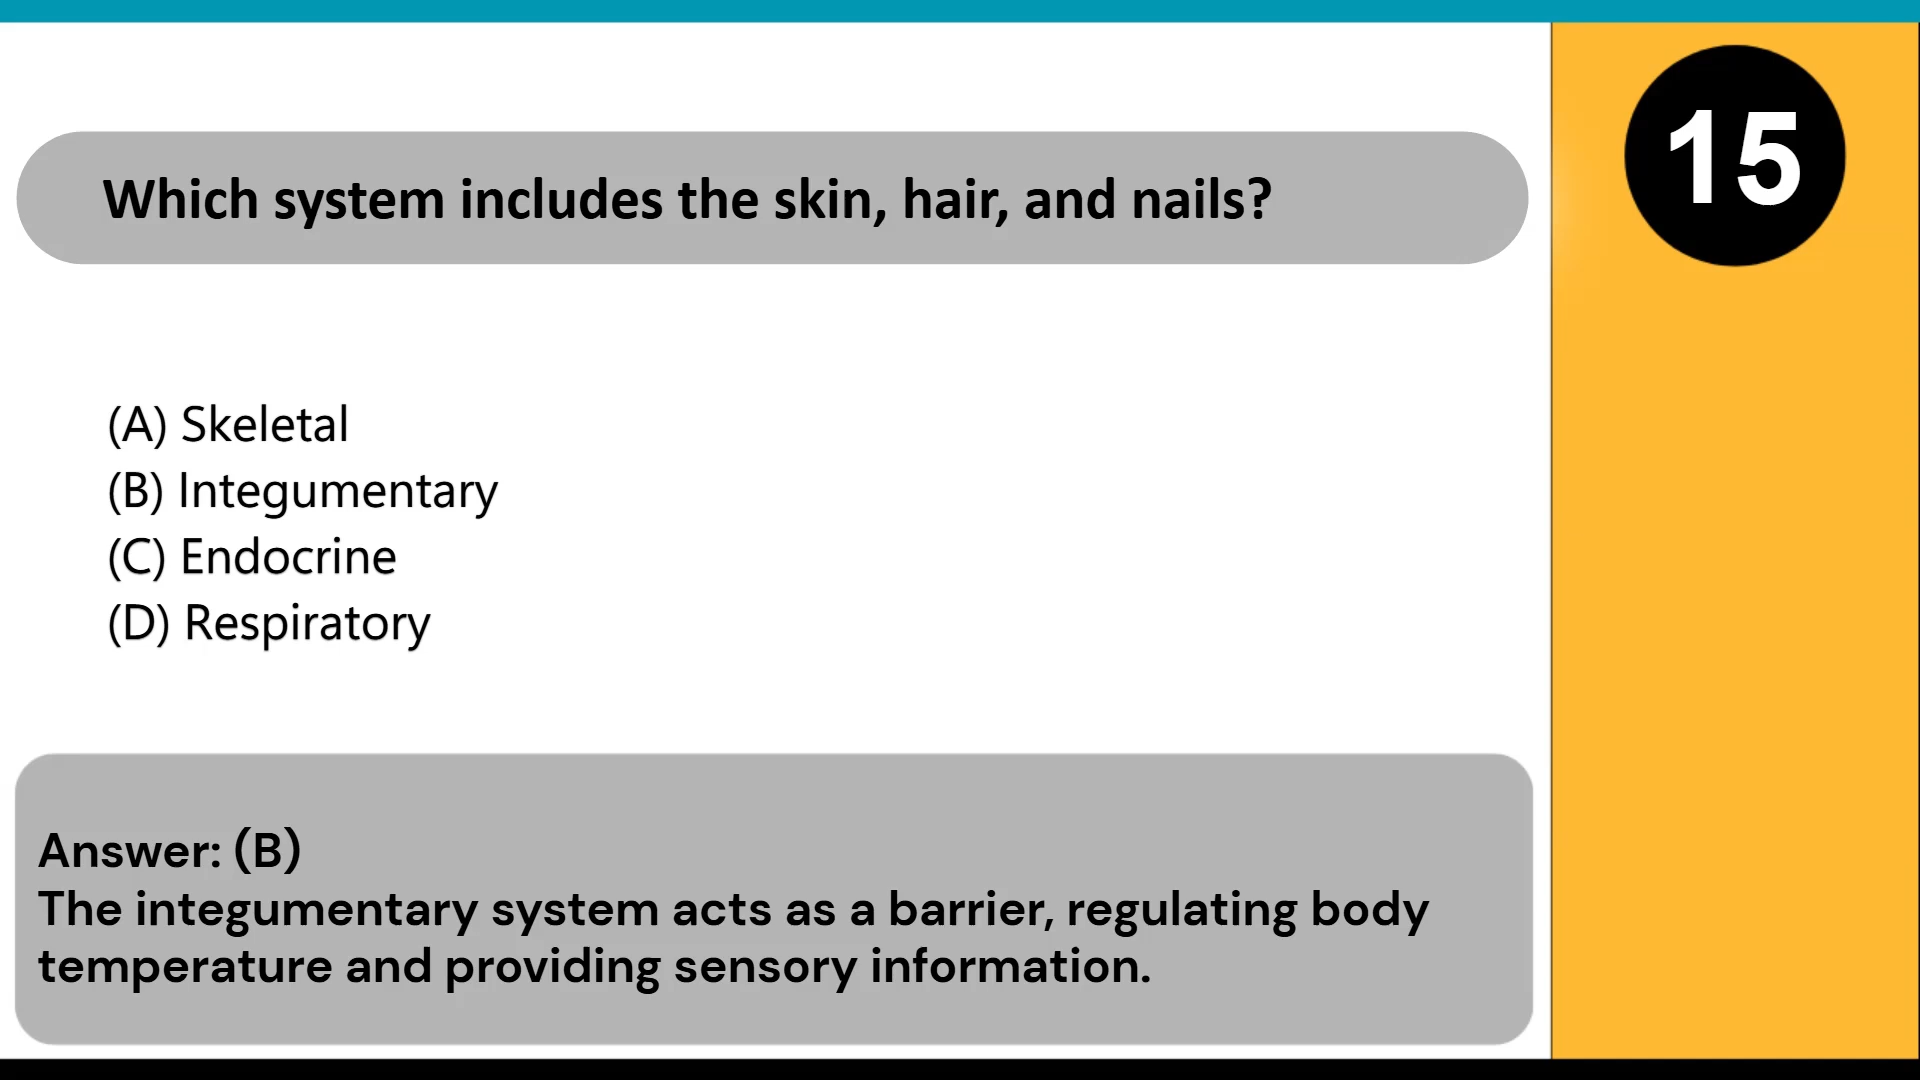 15
Which system includes the skin, hair, and nails?
(A) Skeletal
(B) Integumentary
(C) Endocrine
(D) Respiratory
Answer: (B)
The integumentary system acts as a barrier, regulating body
temperature and providing sensory information.